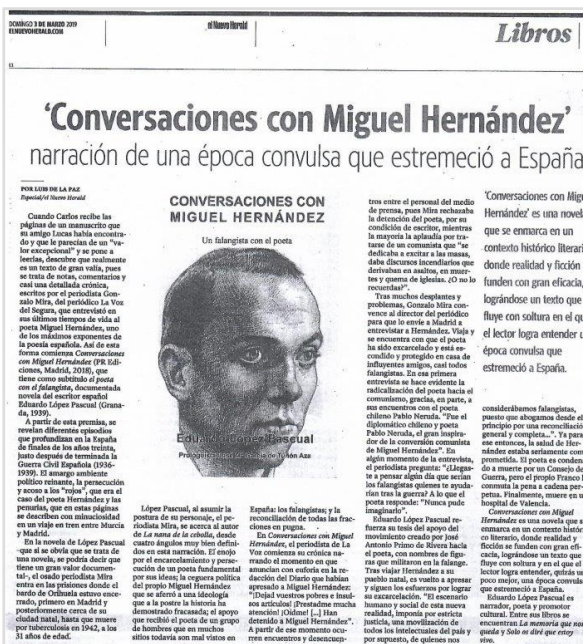 DOMINGO 3 DE MARZO 2019
ELNUEVOHERALD.COM
el Nuevo Herald
Libros
'Conversaciones con Miguel Hernández'
narración de una época convulsa que estremeció a España
POR LUIS DE LA PAZ
Especial/el Nuevo Herald
Cuando Carlos recibe las
páginas de un manuscrito que
su amigo Lucas había encontra-
do y que le parecían de un "va-
lor excepcional" y se pone a
leerlas, descubre que realmente
es un texto de gran valía, pues
se trata de notas, comentarios y
casi una detallada crónica,
escritos por el periodista Gon-
zalo Mira, del periódico La Voz
del Segura, que entrevistó en
sus últimos tiempos de vida al
poeta Miguel Hernández, uno
de los máximos exponentes de
la poesía española. Así de esta
forma comienza Conversaciones
con Miguel Hernández (PR Edi-
ciones, Madrid, 2018), que
tiene como subtítulo el poeta
con el falangista, documentada
novela del escritor español
Eduardo López Pascual (Grana-
da, 1939).
A partir de esta premisa, se
revelan diferentes episodios
que profundizan en la España
de finales de los años treinta,
justo después de terminada la
Guerra Civil Española (1936-
1939). El amargo ambiente
político reinante, la persecución
y acoso a los "rojos", que era el
caso del poeta Hernández y las
penurias, que en estas páginas
se describen con minuciosidad
en un viaje en tren entre Murcia
y Madrid.
En la novela de López Pascual
-que si se obvia que se trata de
una novela, se podría decir que
tiene un gran valor documen-
tal-, el osado periodista Mira
entra en las prisiones donde el
bardo de Orihuela estuvo ence-
rrado, primero en Madrid y
posteriormente cerca de su
ciudad natal, hasta que muere
por tuberculosis en 1942, a los
31 años de edad.
CONVERSACIONES CON
MIGUEL HERNÁNDEZ
Un falangista con el poeta
Eduardo López Pascual
López Pascual, al asumir la
postura de su personaje, el pe-
riodista Mira, se acerca al autor
de La nana de la cebolla, desde
cuatro ángulos muy bien defini-
dos en esta narración. El enojo
por el encarcelamiento y perse-
cución de un poeta fundamental
por sus ideas; la ceguera política
del propio Hernández
que se aferró a una ideología
que a la postre la historia ha
demostrado fracasada; el apoyo
que recibió el poeta de un grupo
de hombres que en muchos
sitios todavía son mal vistos en
España: los falangistas; y la
reconciliación de todas las frac-
ciones en pugna.
En Conversaciones con Miguel
Hernández, el periodista de La
Voz comienza su crónica na-
rrando el momento en que
anuncian con euforia en la re-
dacción del Diario que habían
apresado a Miguel Hernández:
"¡Dejad vuestros poebas e insul-
sos artículos! ¡Prestadme mucha
atención! ¡Oídme! [...] Han
detenido a Miguel Hernández".
A partir de ese momento ocu-
rren encuentros y desencuen-
tros entre el personal del medio
de prensa, pues Mira rechazaba
la detención del poeta, por su
condición de escritor, mientras
la mayoría la aplaudía por tra-
tarse de un comunista que "se
dedicaba a excitar a las masas,
daba discursos incendiarios que
derivaban en asaltos, en muer-
tes y quema de iglesias. ¿O no lo
recuerdas?".
Tras muchos desplantes y
problemas, Gonzalo Mira con-
vence al director del periódico
para que lo envíe a Madrid a
entrevistar a Hernández. Viaja y
se encuentra con que el poeta
ha sido excarcelado y está es-
condido y protegido en casa de
influyentes amigos, casi todos
falangistas. En esa primera
entrevista se hace evidente la
radicalización del poeta hacia el
comunismo, gracias, en parte, a
sus encuentros con el poeta
chileno Pablo Neruda. "Fue el
diplomático chileno y poeta
Pablo Neruda, el gran inspira-
dor de la conversión comunista
de Miguel Hernández". En
algún momento de la entrevista,
el periodista pregunta: "¿Llegas-
te a pensar algún día que serían
los falangistas quienes te ayuda-
rían tras la guerra? A lo que el
poeta responde: "Nunca pude
imaginarlo".
Eduardo López Pascual re-
fuerza su tesis del apoyo del
movimiento creado por José
Antonio Primo de Rivera hacia
el poeta, con nombres de figu-
ras que militaron en la falange.
Tras viajar Hernández a su
pueblo natal, es vuelto a apresar
y siguen los esfuerzos por lograr
su excarcelación. "El escenario
humano y social de esta nueva
realidad, imponía con estricta
justicia, una movilización de
todos los intelectuales del país y
por supuesto, de quienes nos
'Conversaciones con Migu
Hernández' es una novel
que se enmarca en un
contexto histórico literari
donde realidad y ficción
funden con gran eficacia,
lográndose un texto que
fluye con soltura en el qu
el lector logra entender u
época convulsa que
estremeció a España.
considerábamos falangistas,
puesto que abogamos desde el
principio por una reconciliació
general y completa...". Ya para
ese entonces, la salud de Her-
nández estaba seriamente com
prometida. El poeta es condena
do a muerte por un Consejo de
Guerra, pero el propio Franco l
conmuta la pena a cadena per-
petua. Finalmente, muere en u
hospital de Valencia.
Conversaciones con Miguel
Hernández es una novela que s
enmarca en un contexto históri
co literario, donde realidad y
ficción se funden con gran efi-
cacia, lográndose un texto que
fluye con soltura y en el que el
lector logra entender, quizás un
poco mejor, una época convuls
que estremeció a España.
Eduardo López Pascual es
narrador, poeta y promotor
cultural. Entre sus libros se
encuentran La memoria que no